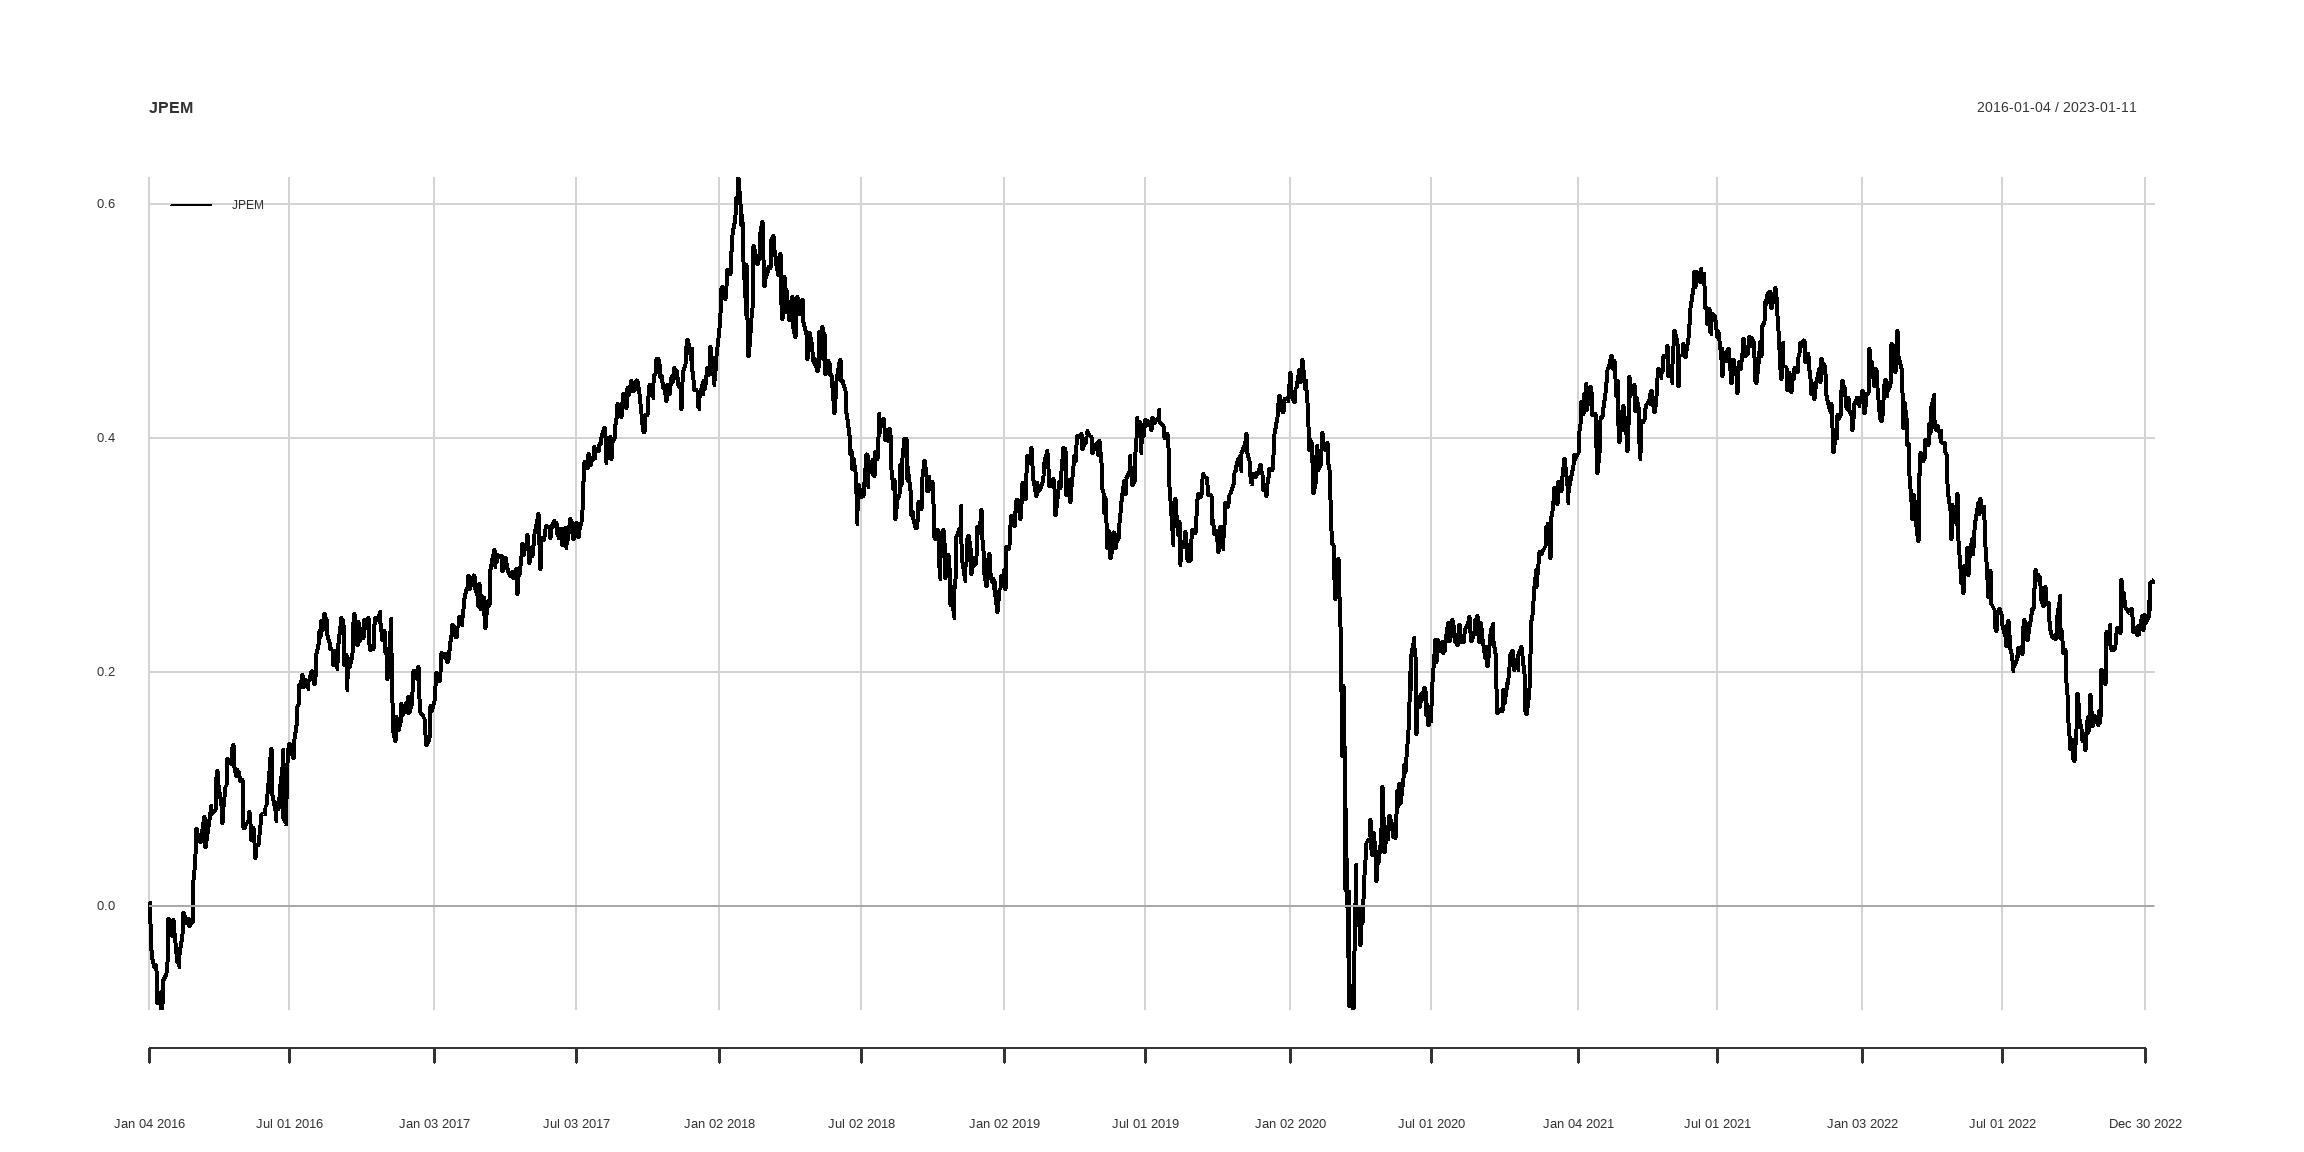 JPEM
2016-01-04 / 2023-01-11
JPEM
0.6
0.4
0.2
0.0
Jan 04 2016
Jul 01 2016
Jan 03 2017
Jul 03 2017
Jan 02 2018
Jul 02 2018
Jan 02 2019
Jul 01 2019
Jan 02 2020
Jul 01 2020
Jan 04 2021
Jul 01 2021
Jan 03 2022
Jul 01 2022
Dec 30 2022